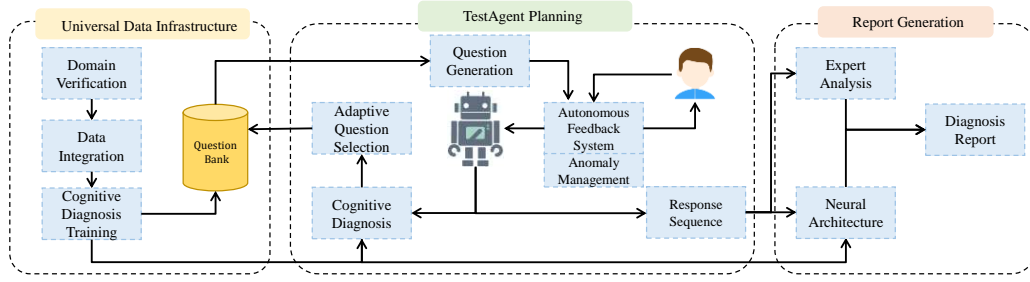 Universal Data Infrastructure
Domain
Verification
Data
Integration
Cognitive
Diagnosis
Training
Question
Bank
TestAgent Planning
Question
Generation
Adaptive
Question
Selection
Cognitive
Diagnosis
Autonomous
Feedback
System
Anomaly
Management
Response
Sequence
Report Generation
Expert
Analysis
Neural
Architecture
Diagnosis
Report